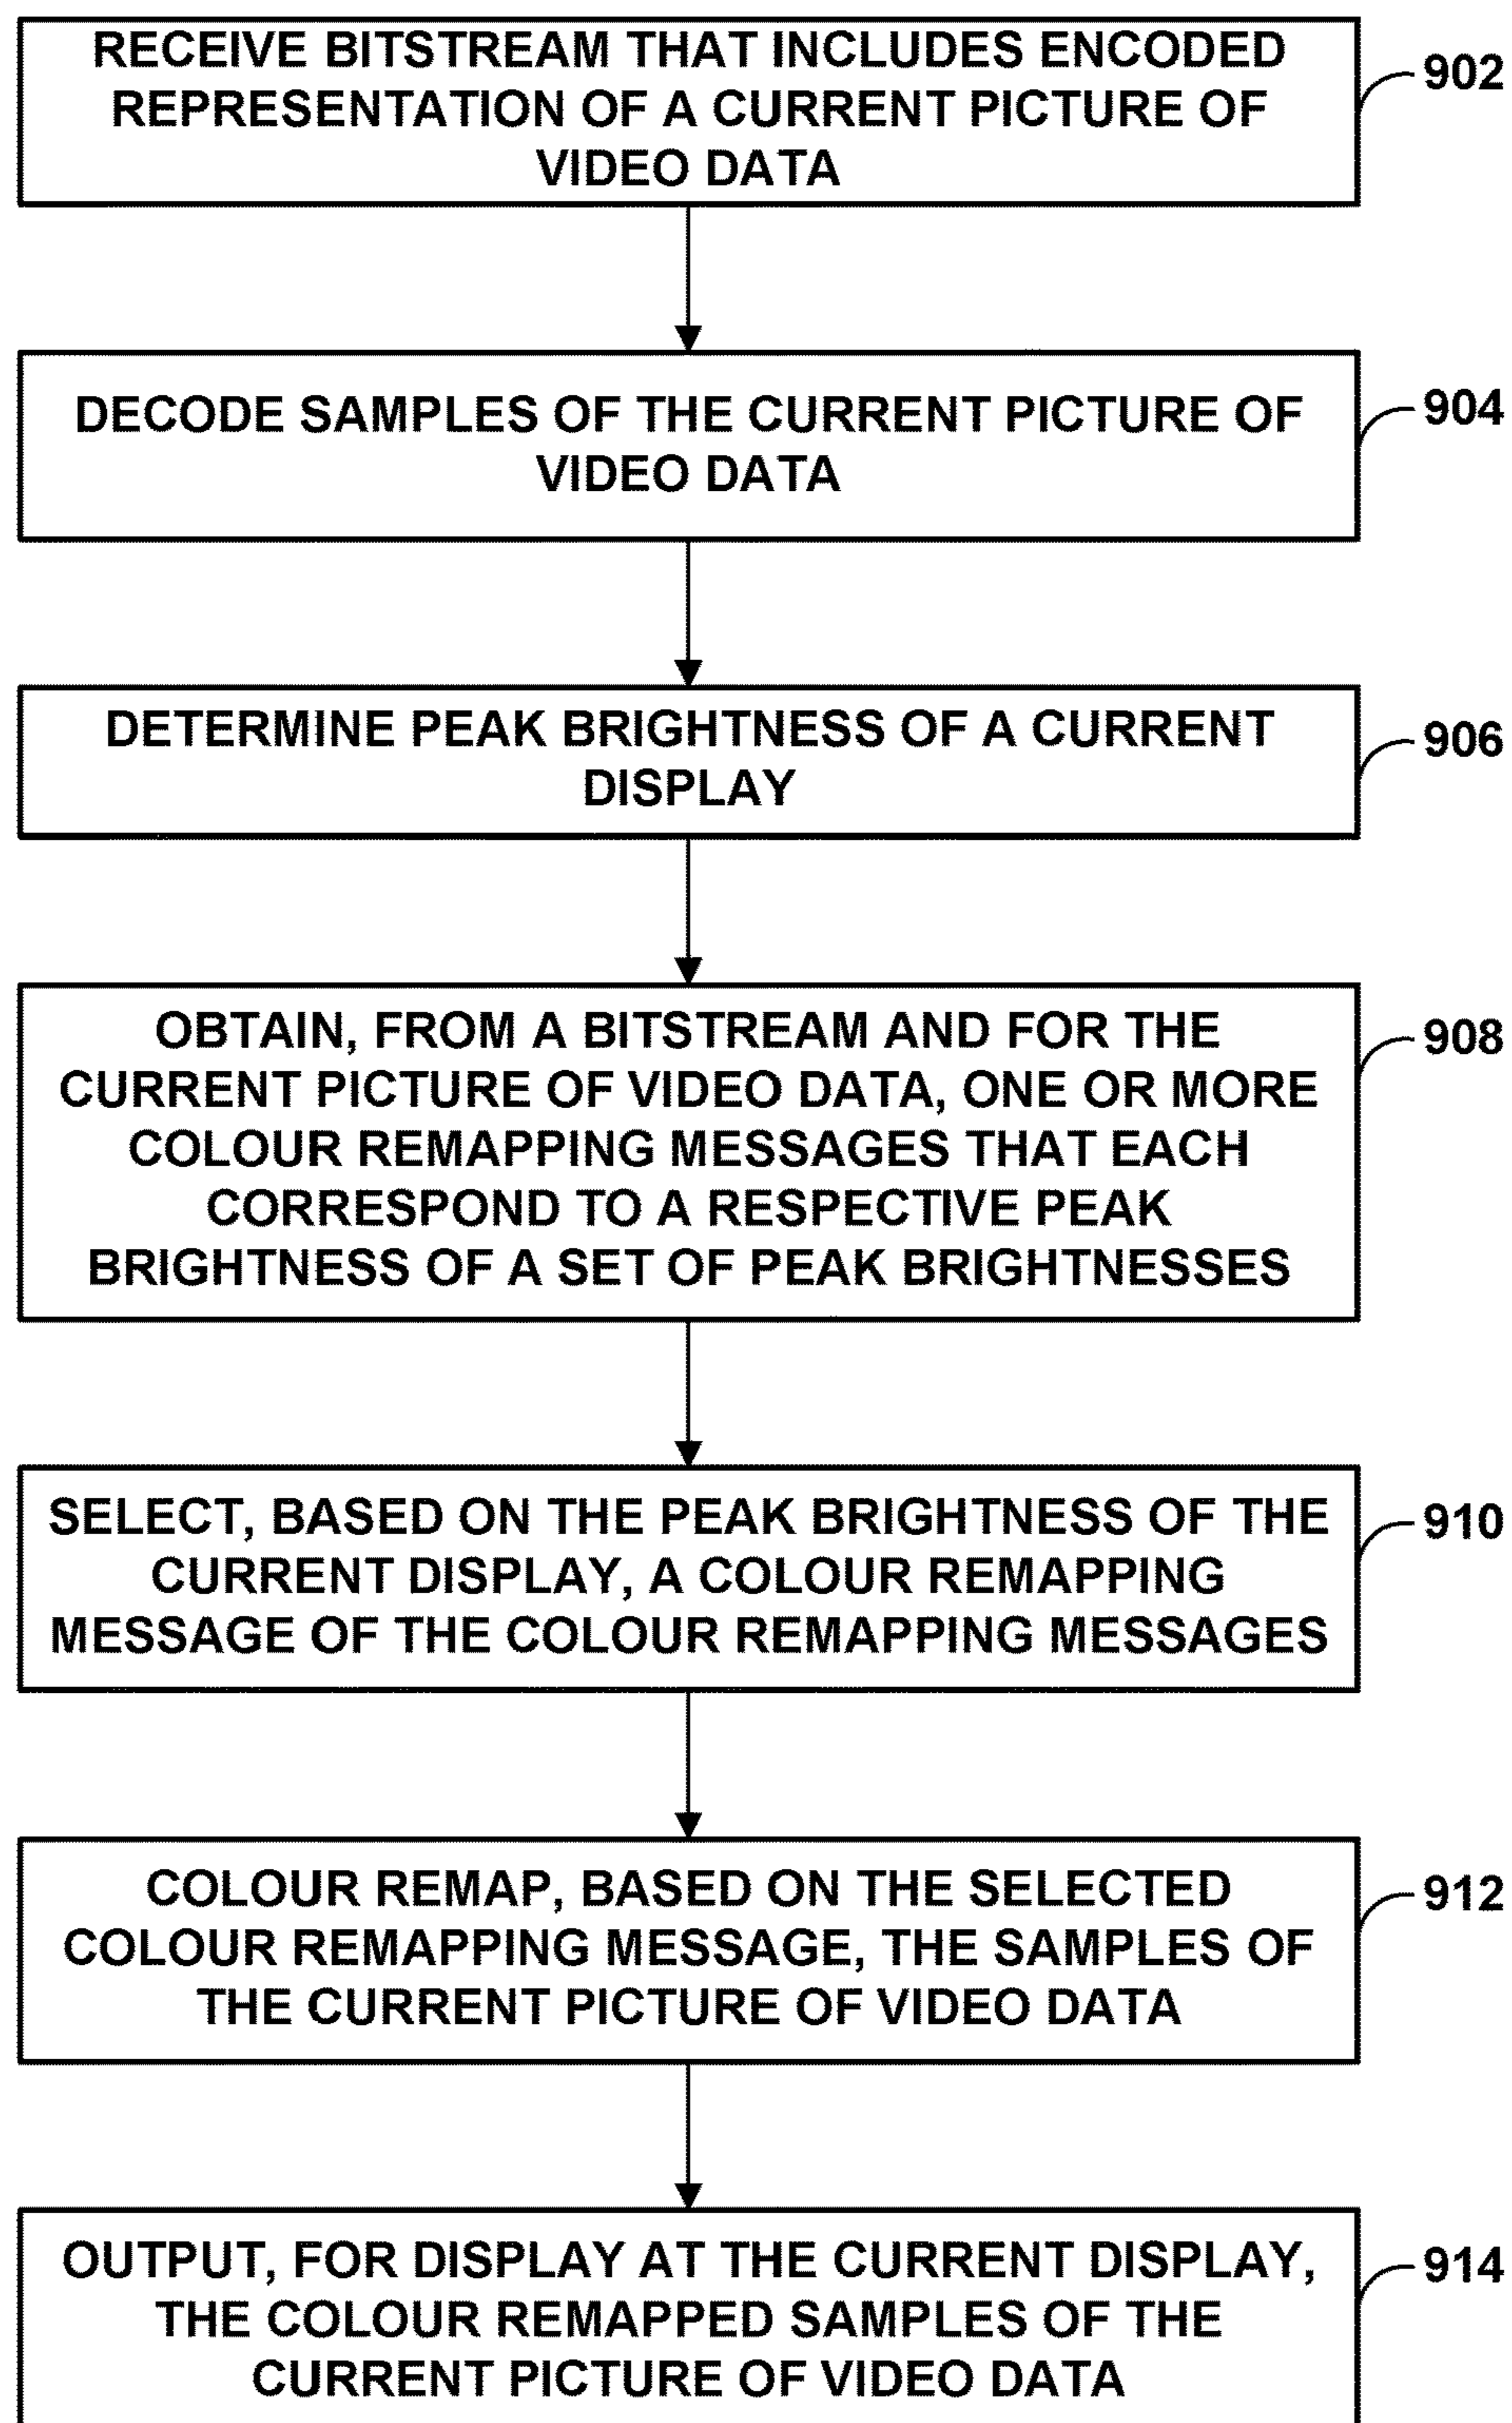 RECEIVE BITSTREAM THAT INCLUDES ENCODED
REPRESENTATION OF A CURRENT PICTURE OF
VIDEO DATA
902
DECODE SAMPLES OF THE CURRENT PICTURE OF
VIDEO DATA
904
DETERMINE PEAK BRIGHTNESS OF A CURRENT
DISPLAY
906
OBTAIN, FROM A BITSTREAM AND FOR THE
CURRENT PICTURE OF VIDEO DATA, ONE OR MORE
COLOUR REMAPPING MESSAGES THAT EACH
CORRESPOND TO A RESPECTIVE PEAK
BRIGHTNESS OF A SET OF PEAK BRIGHTNESSES
908
SELECT, BASED ON THE PEAK BRIGHTNESS OF THE
CURRENT DISPLAY, A COLOUR REMAPPING
MESSAGE OF THE COLOUR REMAPPING MESSAGES
910
COLOUR REMAP, BASED ON THE SELECTED
COLOUR REMAPPING MESSAGE, THE SAMPLES OF
THE CURRENT PICTURE OF VIDEO DATA
912
OUTPUT, FOR DISPLAY AT THE CURRENT DISPLAY,
THE COLOUR REMAPPED SAMPLES OF THE
CURRENT PICTURE OF VIDEO DATA
914